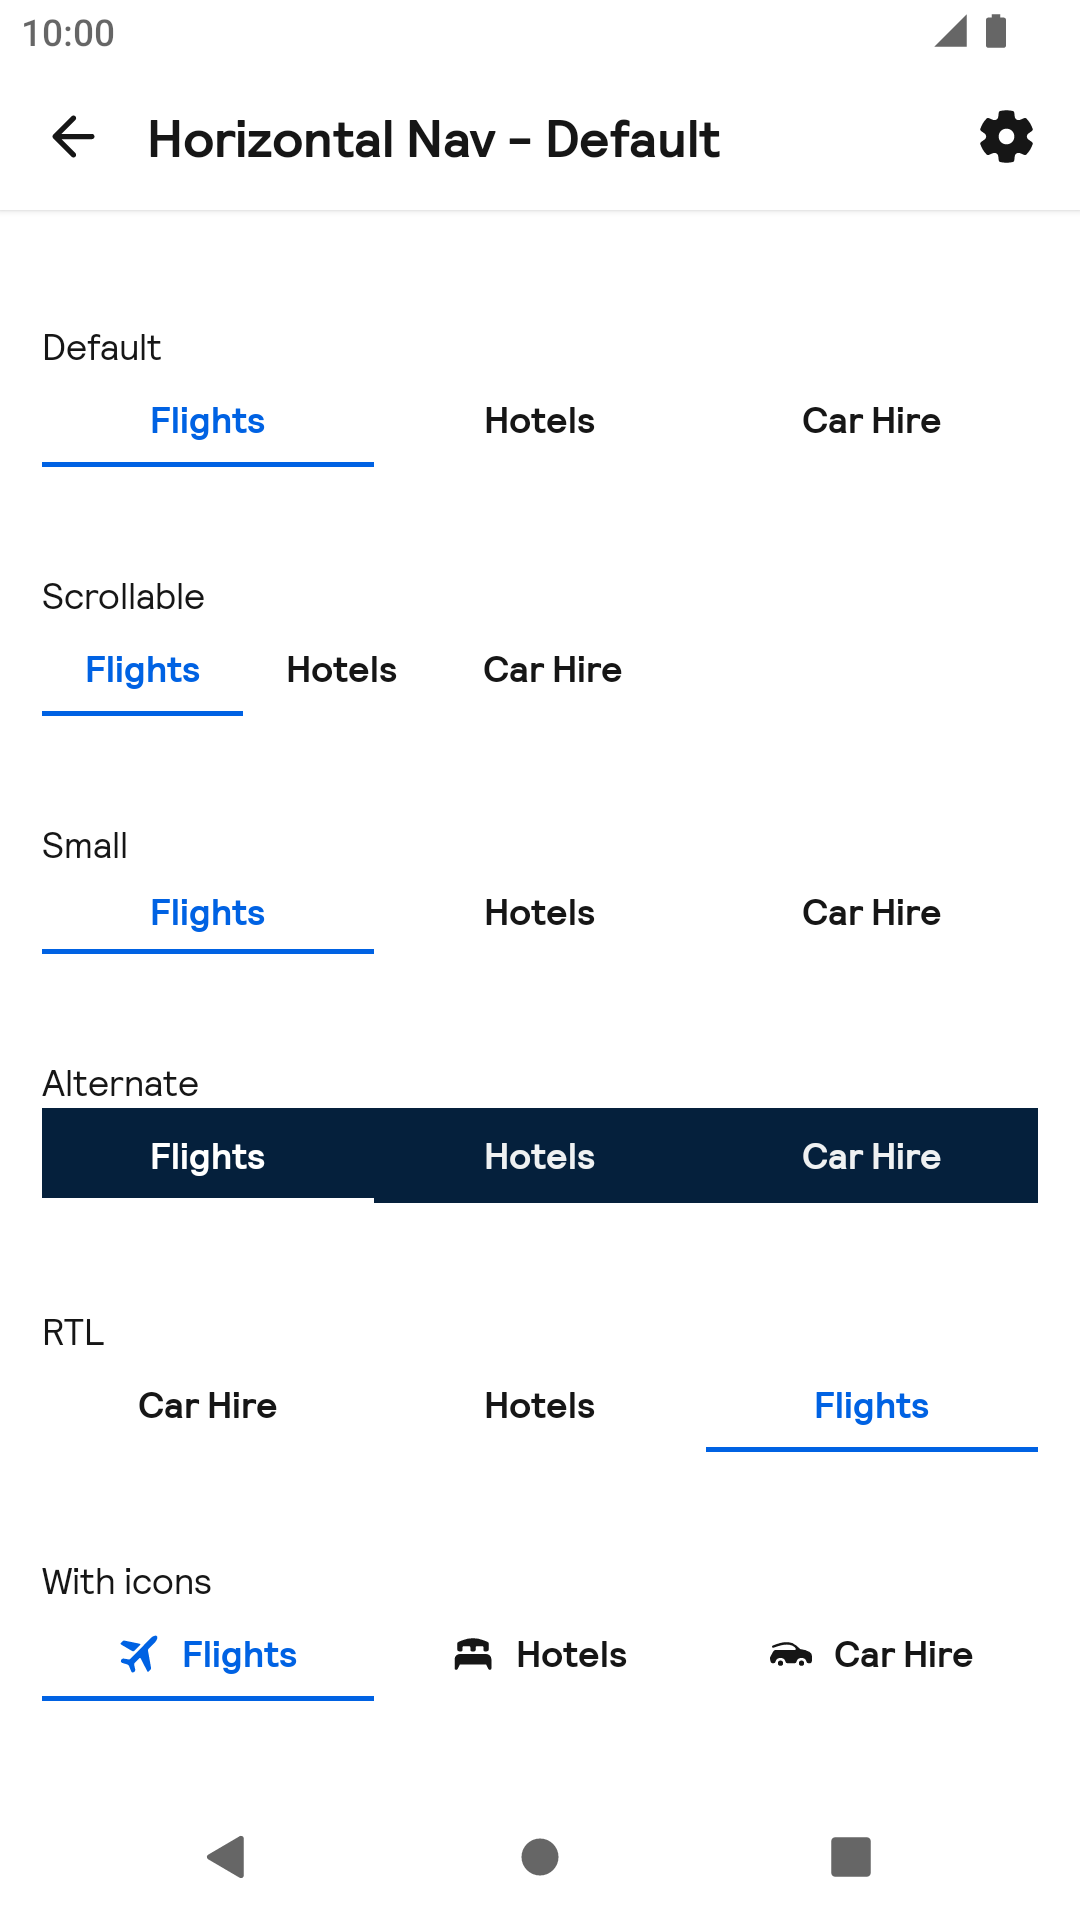 10:00
Horizontal Nav – Default
Default
Flights Hotels Car Hire
Scrollable
Flights Hotels Car Hire
Small
Flights Hotels Car Hire
Alternate
Flights Hotels Car Hire
RTL
Car Hire Hotels Flights
With icons
Flights Hotels Car Hire